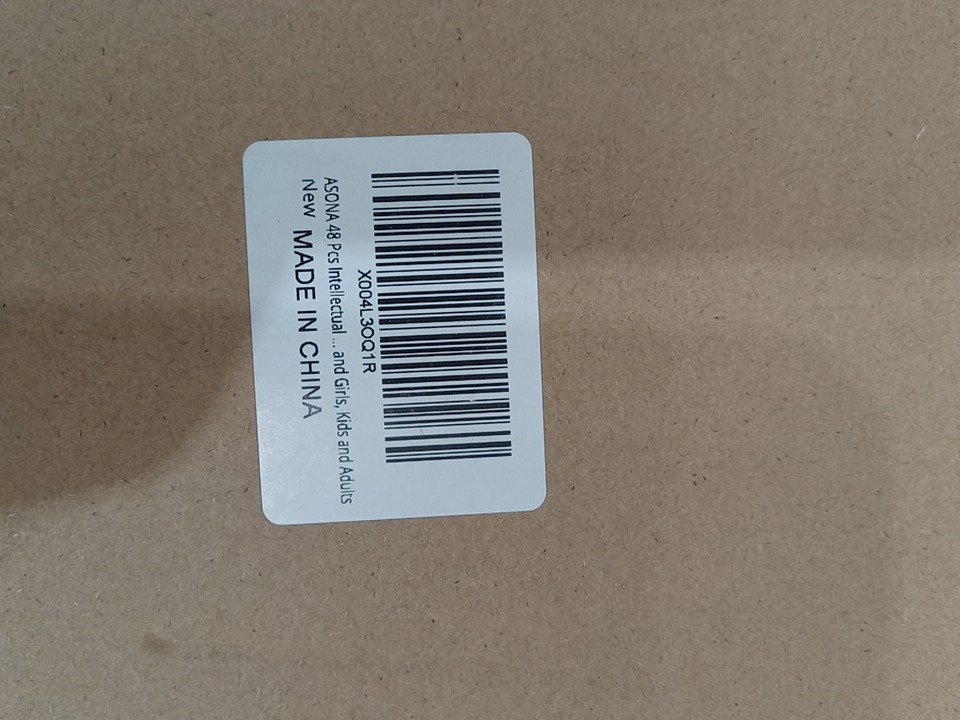 X004L3OQ1R
ASONA 48 Pcs Intellectual ... and Girls, Kids and Adults
New MADE IN CHINA